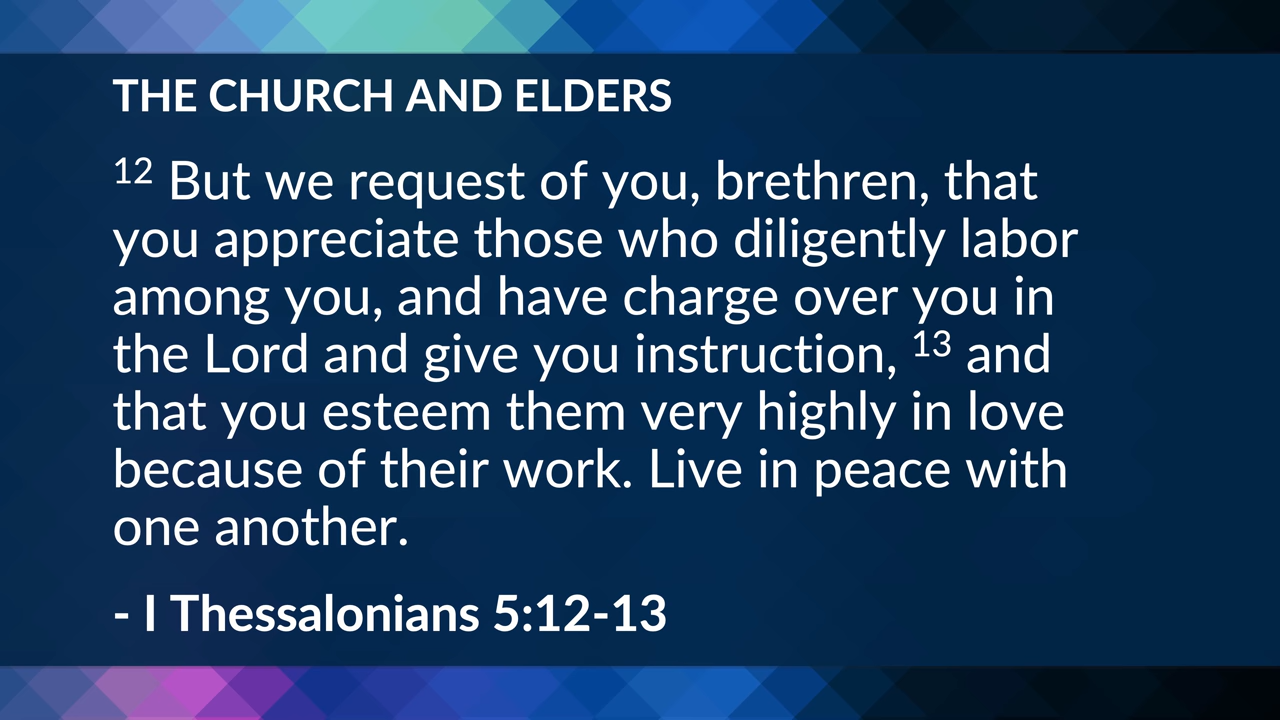 THE CHURCH AND ELDERS
12 But we request of you, brethren, that
you appreciate those who diligently labor
among you, and have charge over you in
the Lord and give you instruction, 13 and
that you esteem them very highly in love
because of their work. Live in peace with
one another.
- I Thessalonians 5:12-13